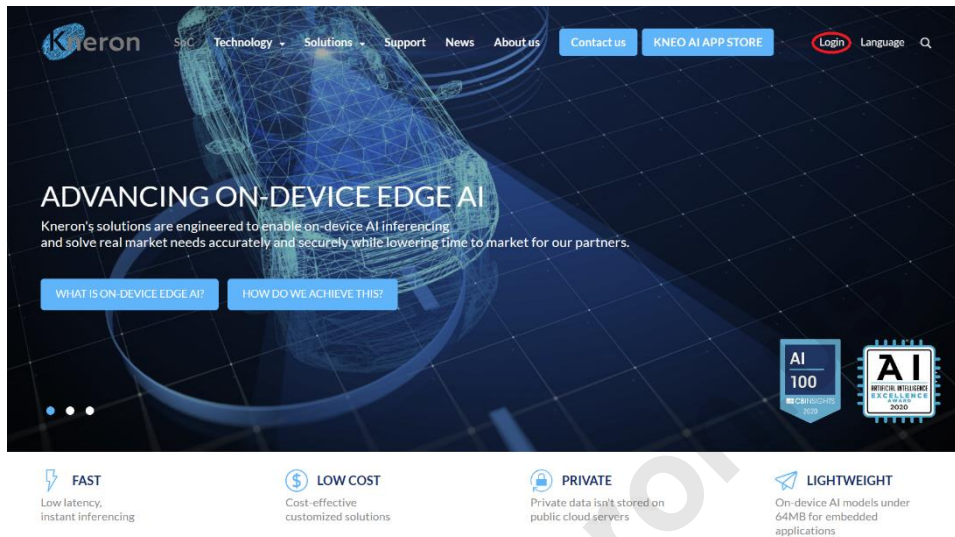 Kneron
SoC
Technology
Solutions
Support
News
About us
Contact us
KNEO AI APP STORE
Login
Language
ADVANCING ON-DEVICE EDGE AI
Kneron's solutions are engineered to enable on-device AI inferencing
and solve real market needs accurately and securely while lowering time to market for our partners.
WHAT IS ON-DEVICE EDGE AI?
HOW DO WE ACHIEVE THIS?
AI
100
CBINSIGHTS
2020
AI
ARTIFICIAL INTELLIGENCE
EXCELLENCE
AWARD
2020
FAST
Low latency,
instant inferencing
LOW COST
Cost-effective
customized solutions
PRIVATE
Private data isn't stored on
public cloud servers
LIGHTWEIGHT
On-device AI models under
64MB for embedded
applications